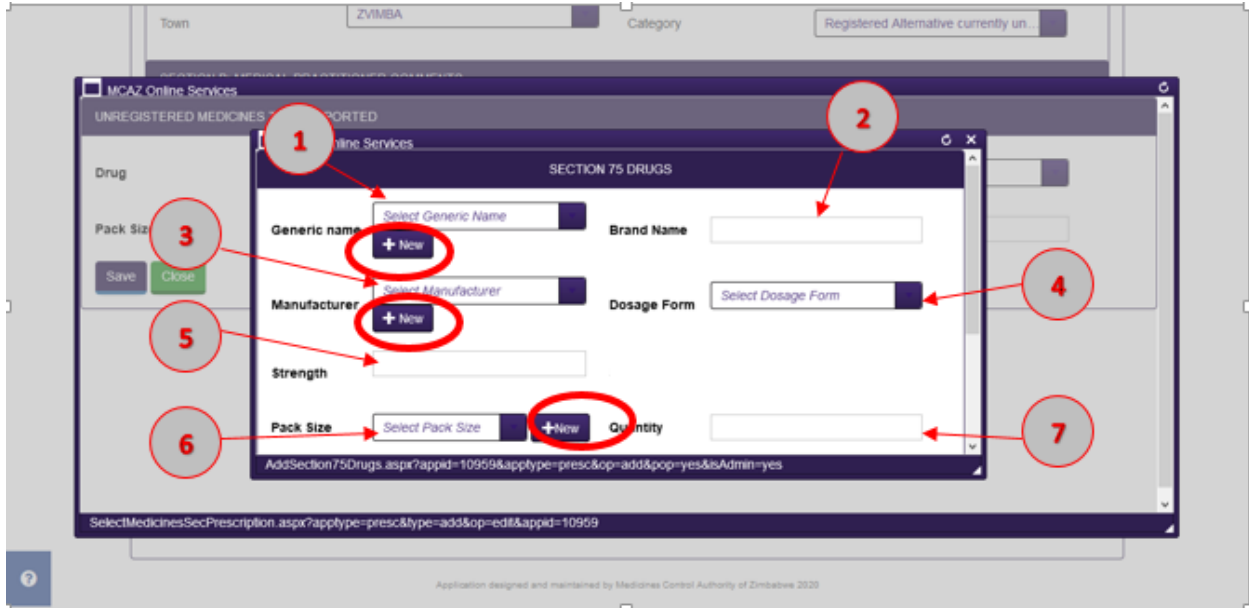 Town ZVIMBA Category Registered Alternative currently un...
MCAZ Online Services
UNREGISTERED MEDICINES PORTED
1
2
nline Services
SECTION 75 DRUGS
Drug
Generic name Select Generic Name Brand Name
+ New
Pack Siz
3
Save Close
Manufacturer Select Manufacturer Dosage Form Select Dosage Form
+ New
4
5
Strength
Pack Size Select Pack Size +New Quantity
6
7
AddSection75Drugs.aspx?appid=10959&apptype=presc&op=add&pop=yes&isAdmin=yes
SelectMedicinesSecPrescription.aspx?apptype=presc&type=add&op=edit&appid=10959
?
Application designed and maintained by Medicines Control Authority of Zimbabwe 2020